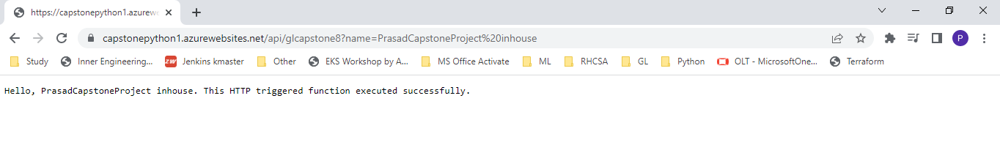 https://capstonepython1.azurewe
capstonepython1.azurewebsites.net/api/glcapstone8?name=PrasadCapstoneProject%20inhouse
P
Study Inner Engineering... ZW Jenkins kmaster Other EKS Workshop by A... MS Office Activate ML RHCSA GL Python OLT - MicrosoftOne... Terraform
Hello, PrasadCapstoneProject inhouse. This HTTP triggered function executed successfully.